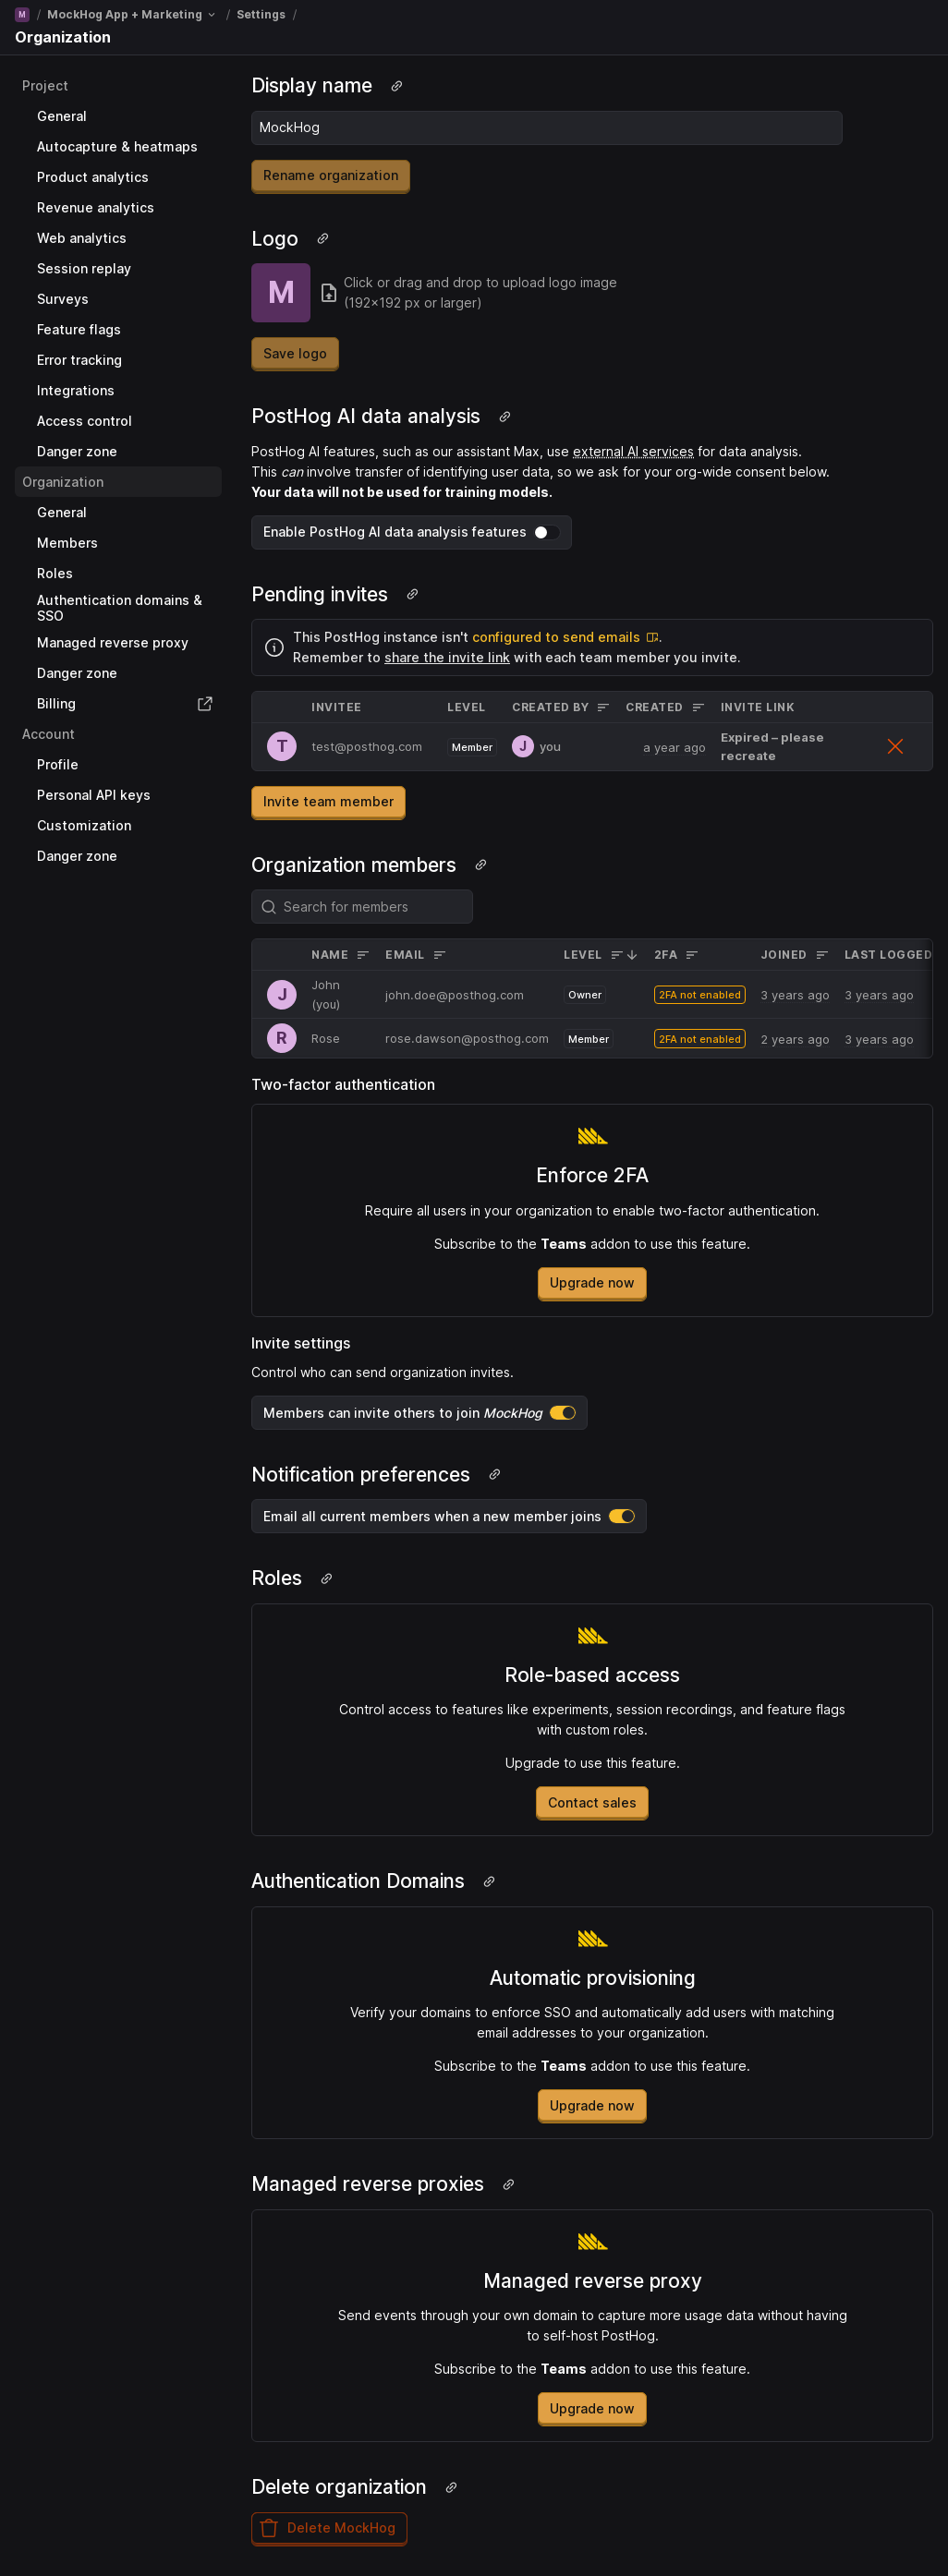 M / MockHog App + Marketing / Settings /
Organization
Project
General
Autocapture & heatmaps
Product analytics
Revenue analytics
Web analytics
Session replay
Surveys
Feature flags
Error tracking
Integrations
Access control
Danger zone
Organization
General
Members
Roles
Authentication domains &
SSO
Managed reverse proxy
Danger zone
Billing
Account
Profile
Personal API keys
Customization
Danger zone
Display name
MockHog
Rename organization
Logo
M
Click or drag and drop to upload logo image
(192×192 px or larger)
Save logo
PostHog AI data analysis
PostHog AI features, such as our assistant Max, use external AI services for data analysis.
This can involve transfer of identifying user data, so we ask for your org-wide consent below.
Your data will not be used for training models.
Enable PostHog AI data analysis features
Pending invites
This PostHog instance isn't configured to send emails.
Remember to share the invite link with each team member you invite.
INVITEE LEVEL CREATED BY CREATED INVITE LINK
T test@posthog.com Member J you a year ago Expired – please
recreate
Invite team member
Organization members
Search for members
NAME EMAIL LEVEL 2FA JOINED LAST LOGGED
J John
(you) john.doe@posthog.com Owner 2FA not enabled 3 years ago 3 years ago
R Rose rose.dawson@posthog.com Member 2FA not enabled 2 years ago 3 years ago
Two-factor authentication
Enforce 2FA
Require all users in your organization to enable two-factor authentication.
Subscribe to the Teams addon to use this feature.
Upgrade now
Invite settings
Control who can send organization invites.
Members can invite others to join MockHog
Notification preferences
Email all current members when a new member joins
Roles
Role-based access
Control access to features like experiments, session recordings, and feature flags
with custom roles.
Upgrade to use this feature.
Contact sales
Authentication Domains
Automatic provisioning
Verify your domains to enforce SSO and automatically add users with matching
email addresses to your organization.
Subscribe to the Teams addon to use this feature.
Upgrade now
Managed reverse proxies
Managed reverse proxy
Send events through your own domain to capture more usage data without having
to self-host PostHog.
Subscribe to the Teams addon to use this feature.
Upgrade now
Delete organization
Delete MockHog